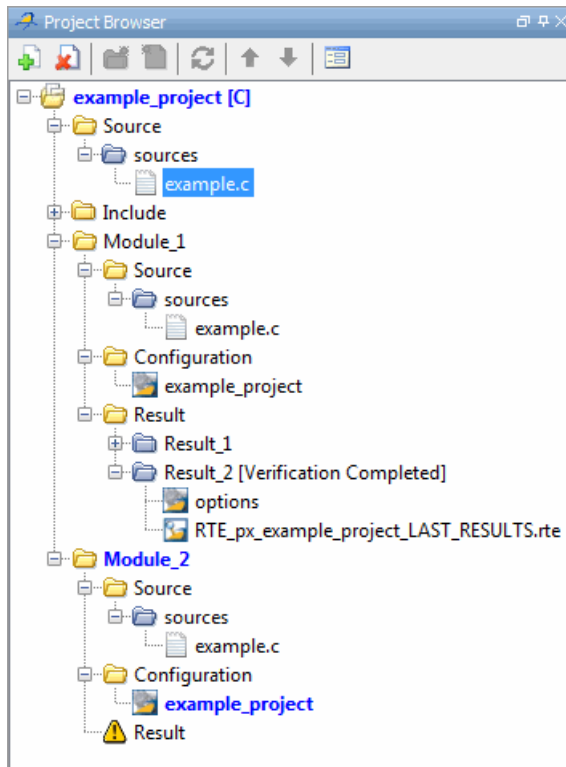 Project Browser
example_project [C]
Source
sources
example.c
Include
Module_1
Source
sources
example.c
Configuration
example_project
Result
Result_1
Result_2 [Verification Completed]
options
RTE_px_example_project_LAST_RESULTS.rte
Module_2
Source
sources
example.c
Configuration
example_project
Result